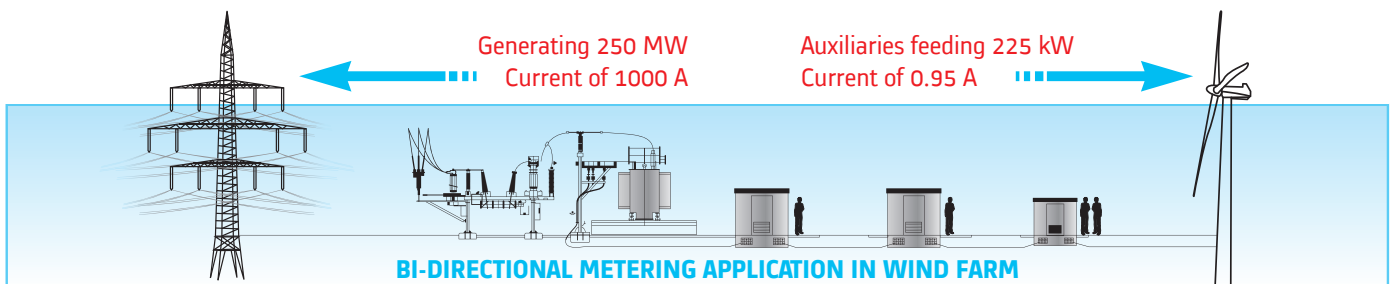 Generating 250 MW
Current of 1000 A
Auxiliaries feeding 225 kW
Current of 0.95 A
BI-DIRECTIONAL METERING APPLICATION IN WIND FARM